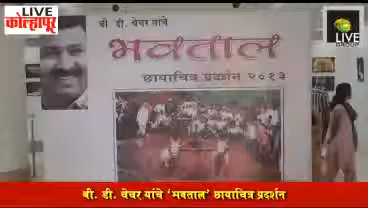 LIVE
कोल्हापूर
LIVE
GROUP
बी. डी. चेचर यांचे
भवताल
छायाचित्र प्रदर्शन २०१३
बी. डी. चेचर यांचे ‘भवताल’ छायाचित्र प्रदर्शन